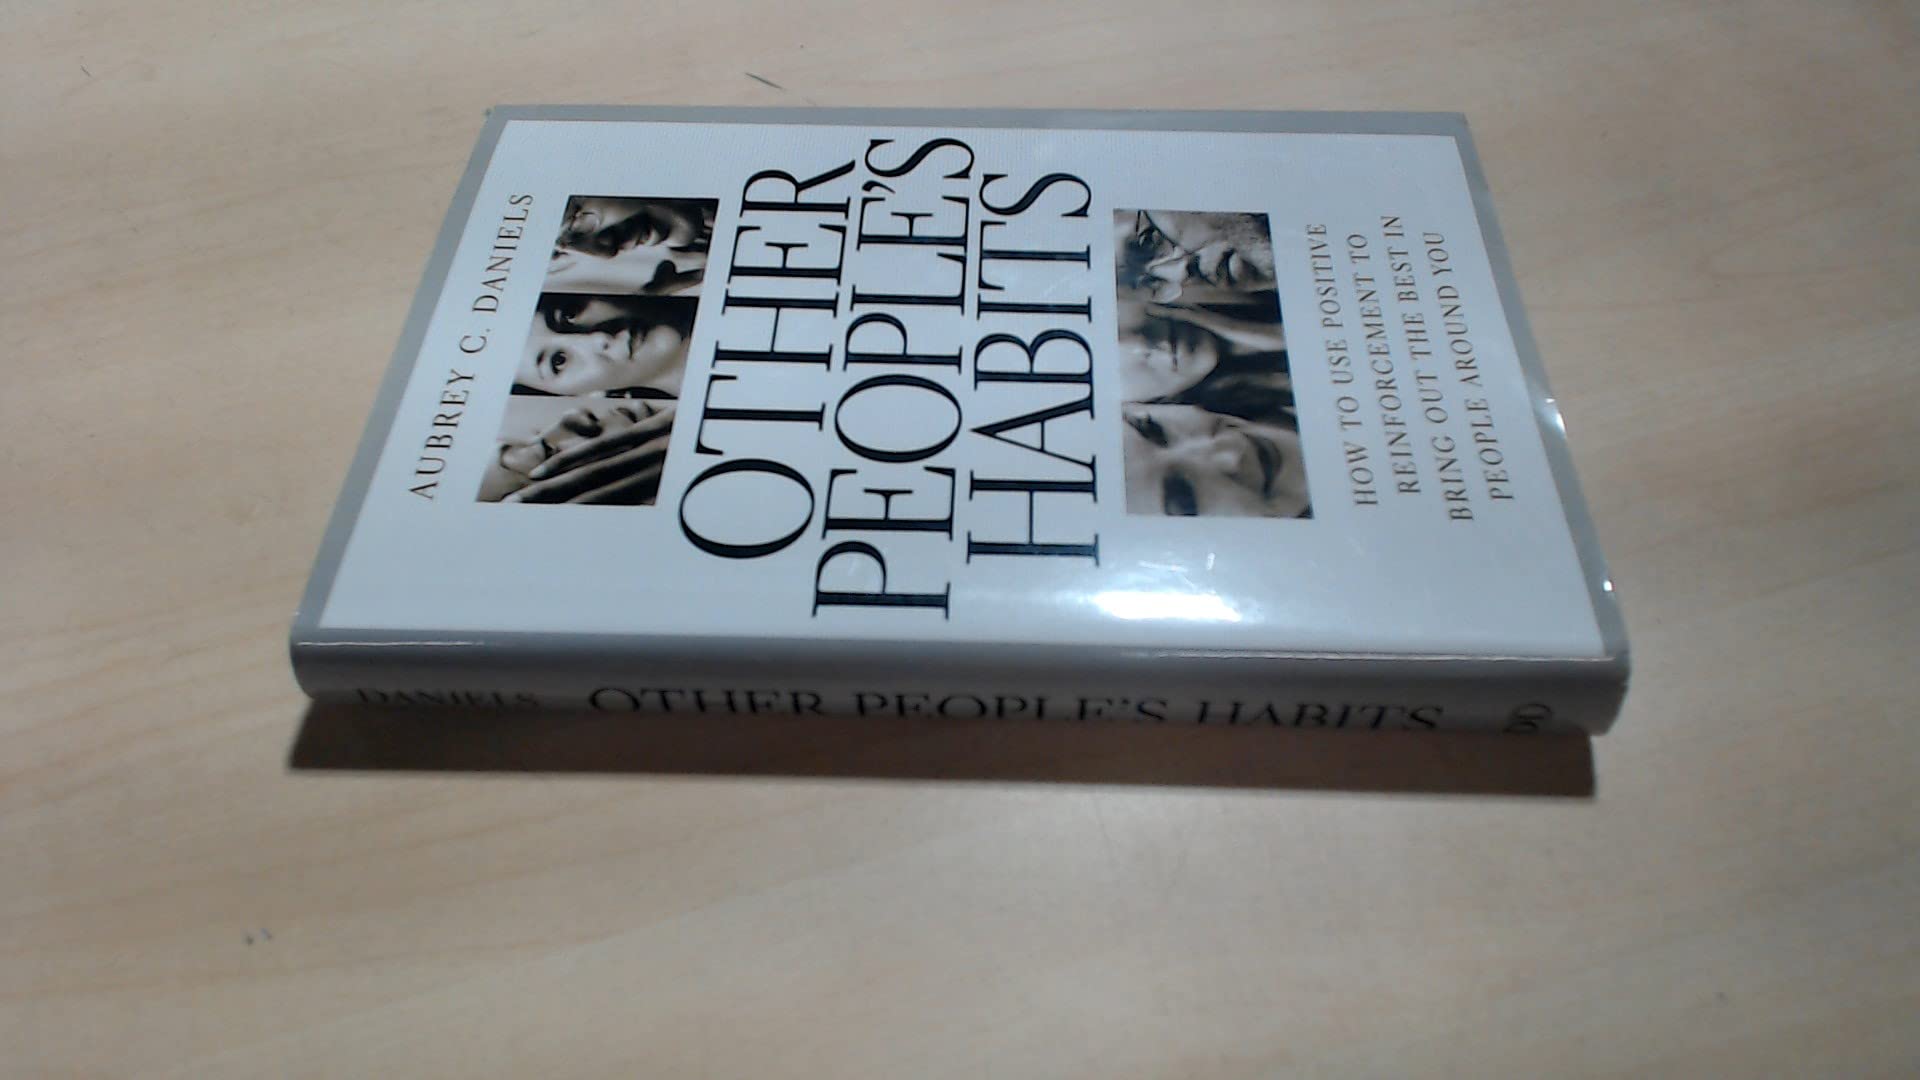 AUBREY C. DANIELS
OTHER
PEOPLE'S
HABITS
HOW TO USE POSITIVE
REINFORCEMENT TO
BRING OUT THE BEST IN
PEOPLE AROUND YOU
DANIELS OTHER PEOPLE'S HABITS